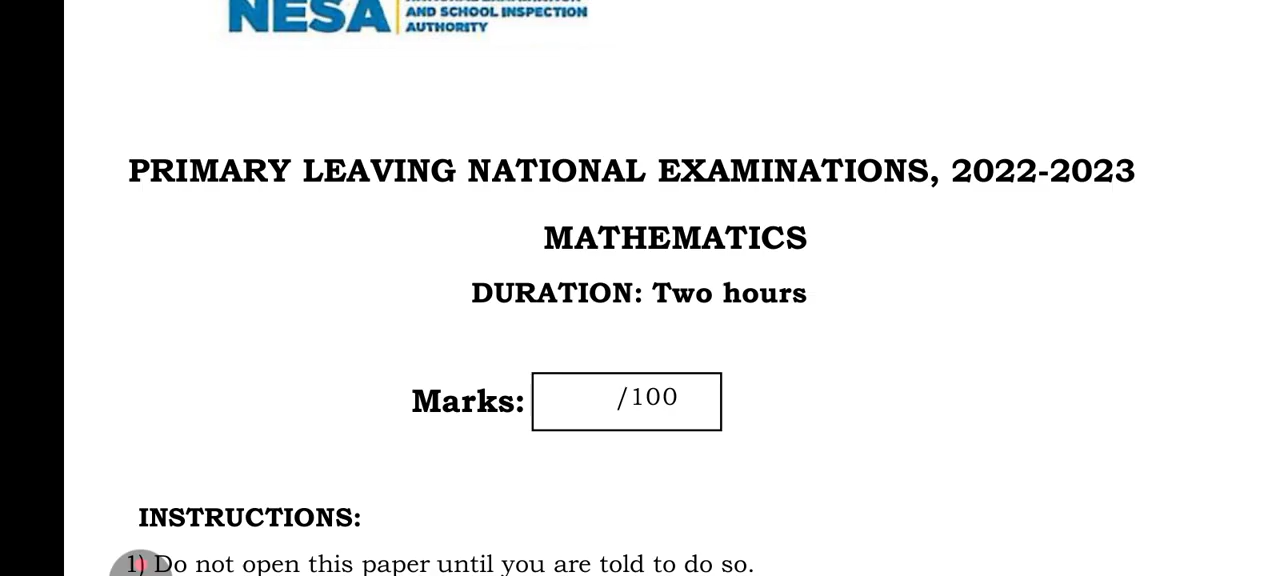 NESA
AND SCHOOL INSPECTION
AUTHORITY
PRIMARY LEAVING NATIONAL EXAMINATIONS, 2022-2023
MATHEMATICS
DURATION: Two hours
Marks: /100
INSTRUCTIONS:
1) Do not open this paper until you are told to do so.